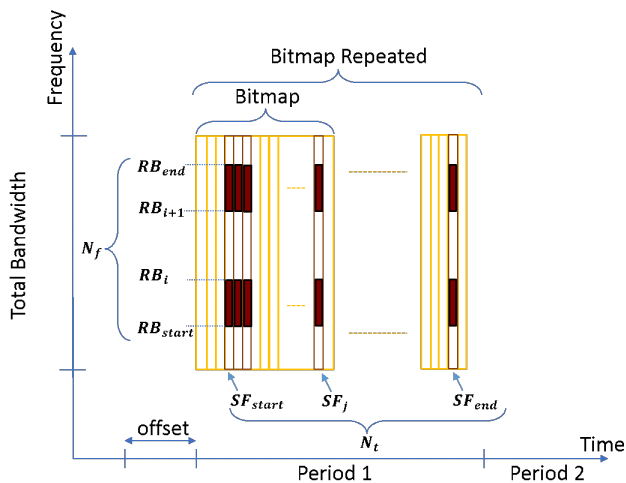 Frequency
Bitmap Repeated
Bitmap
Total Bandwidth
N_f
RB_end
RB_{i+1}
RB_i
RB_start
SF_start
SF_j
SF_end
N_t
offset
Time
Period 1
Period 2